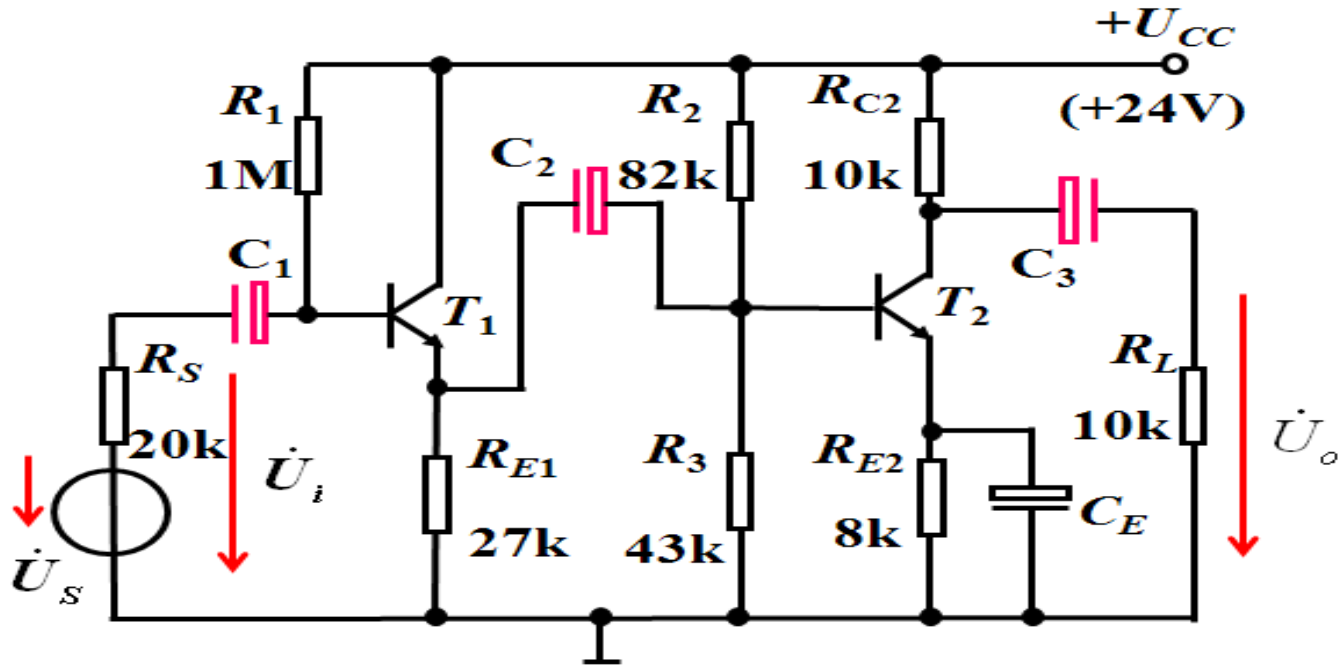 +U_CC
(+24V)
R_1
1M
C_1
C_2
R_2
82k
R_C2
10k
C_3
T_1
T_2
R_S
20k
U̇_i
U̇_S
R_E1
27k
R_3
43k
R_E2
8k
C_E
R_L
10k
U̇_o